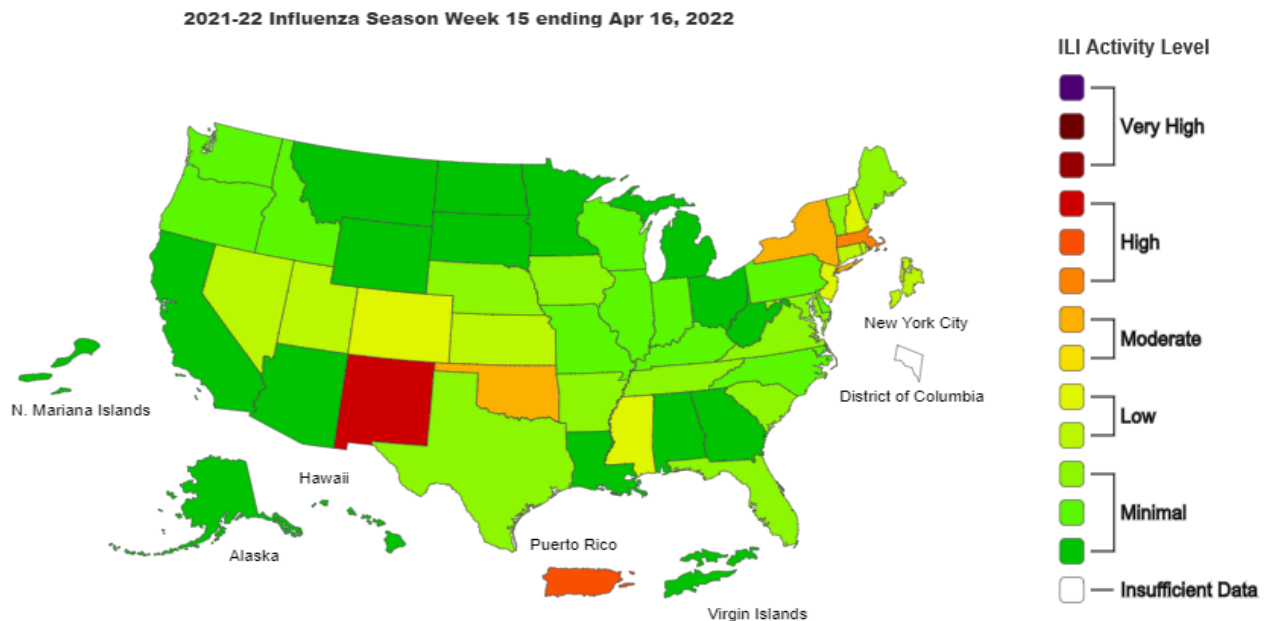 2021-22 Influenza Season Week 15 ending Apr 16, 2022
ILI Activity Level
Very High
High
Moderate
Low
Minimal
Insufficient Data
New York City
District of Columbia
N. Mariana Islands
Hawaii
Alaska
Puerto Rico
Virgin Islands